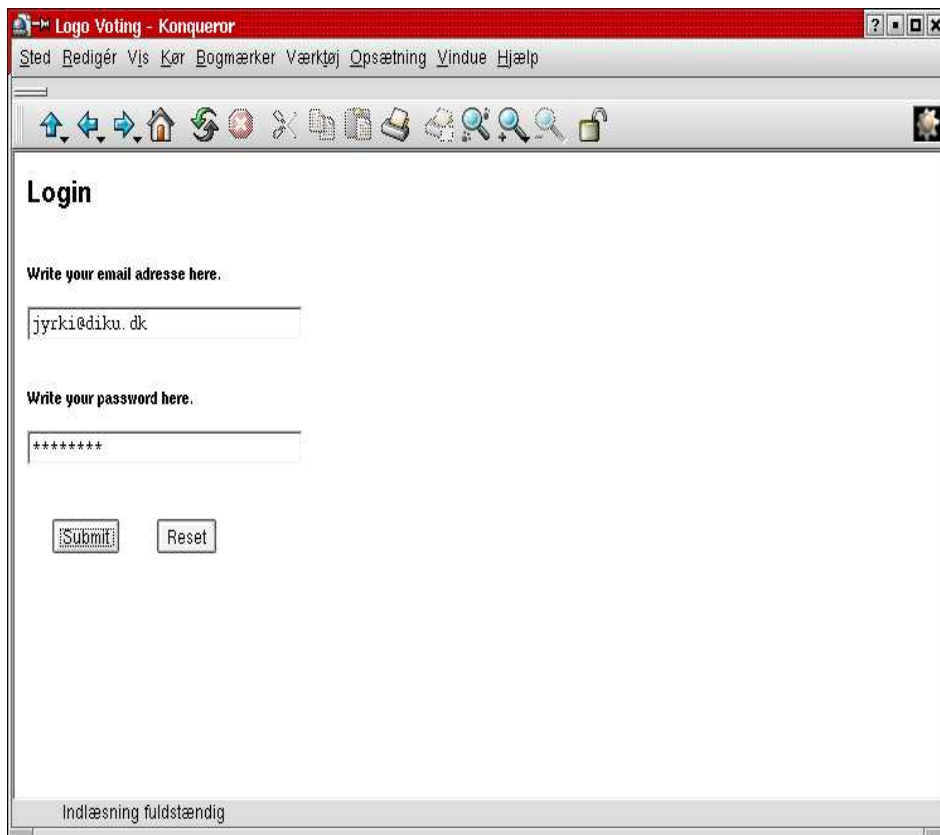 Logo Voting - Konqueror
Sted Redigér Vis Kør Bogmærker Værktøj Opsætning Vindue Hjælp
Login
Write your email adresse here.
jyrki@diku.dk
Write your password here.
********
Submit Reset
Indlæsning fuldstændig